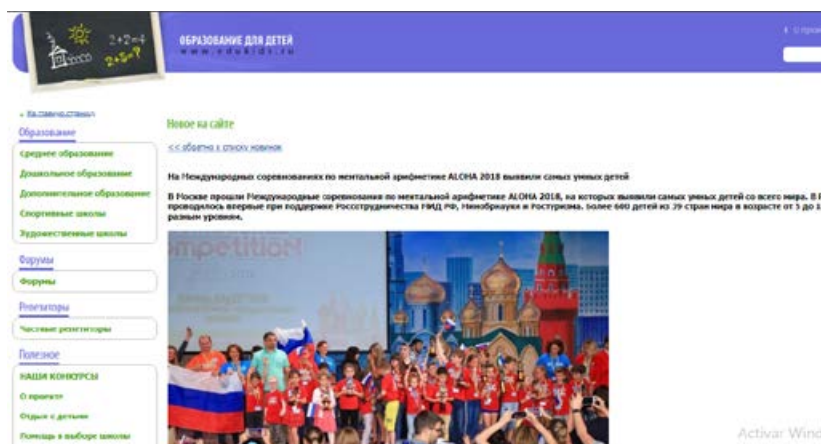 2+2=4
2+5=?
ОБРАЗОВАНИЕ ДЛЯ ДЕТЕЙ
www.edukids.ru
О прое
На главную страницу
Образование
Среднее образование
Дошкольное образование
Дополнительное образование
Спортивные школы
Художественные школы
Форумы
Форумы
Репетиторы
Частные репетиторы
Полезное
НАШИ КОНКУРСЫ
О проекте
Отдых с детьми
Помощь в выборе школы
Новое на сайте
<< обратно к списку новинок
На Международных соревнованиях по ментальной арифметике ALOHA 2018 выявили самых умных детей
В Москве прошли Международные соревнования по ментальной арифметике ALOHA 2018, на которых выявили самых умных детей со всего мира. В
проводилось впервые при поддержке Россотрудничества МИД РФ, Минобрнауки и Ростуризма. Более 600 детей из 39 стран мира в возрасте от 5 до 1
разным уровням.
mpetition
Activar Wind